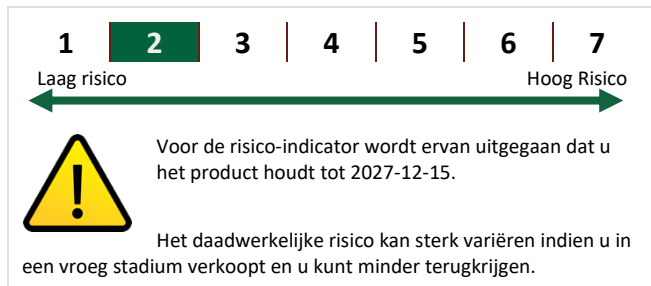 1 2 3 4 5 6 7
Laag risico Hoog Risico
Voor de risico-indicator wordt ervan uitgegaan dat u
het product houdt tot 2027-12-15.
Het daadwerkelijke risico kan sterk variëren indien u in
een vroeg stadium verkoopt en u kunt minder terugkrijgen.